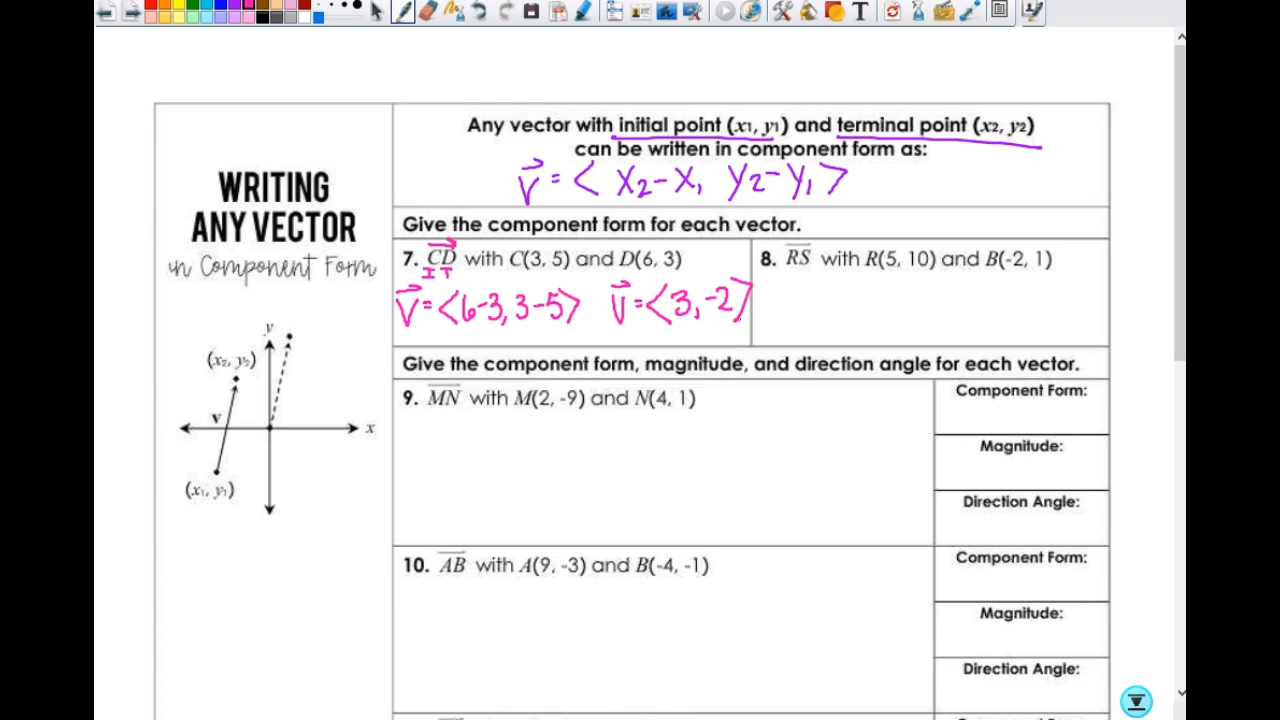 WRITING
ANY VECTOR
in Component Form
y
(x2, y2)
v
x
(x1, y1)
Any vector with initial point (x1, y1) and terminal point (x2, y2)
can be written in component form as:
v = < x2 - x1 y2 - y1 >
Give the component form for each vector.
7. CD with C(3, 5) and D(6, 3)
I T
v = <6-3, 3-5> v = <3, -2>
8. RS with R(5, 10) and B(-2, 1)
Give the component form, magnitude, and direction angle for each vector.
9. MN with M(2, -9) and N(4, 1)
Component Form:
Magnitude:
Direction Angle:
10. AB with A(9, -3) and B(-4, -1)
Component Form:
Magnitude:
Direction Angle: